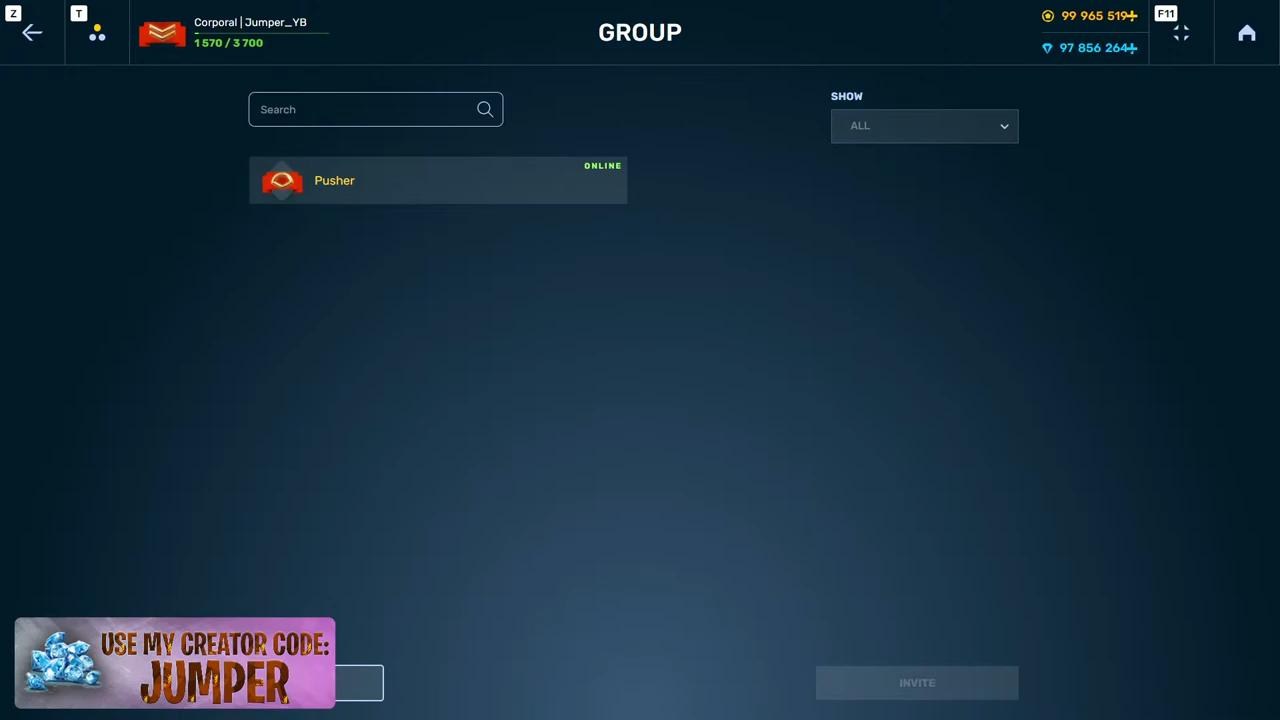 Z
T
Corporal | Jumper_YB
1 570 / 3 700
GROUP
99 965 519+
97 856 264+
F11
Search
SHOW
ALL
ONLINE
Pusher
USE MY CREATOR CODE:
JUMPER
INVITE